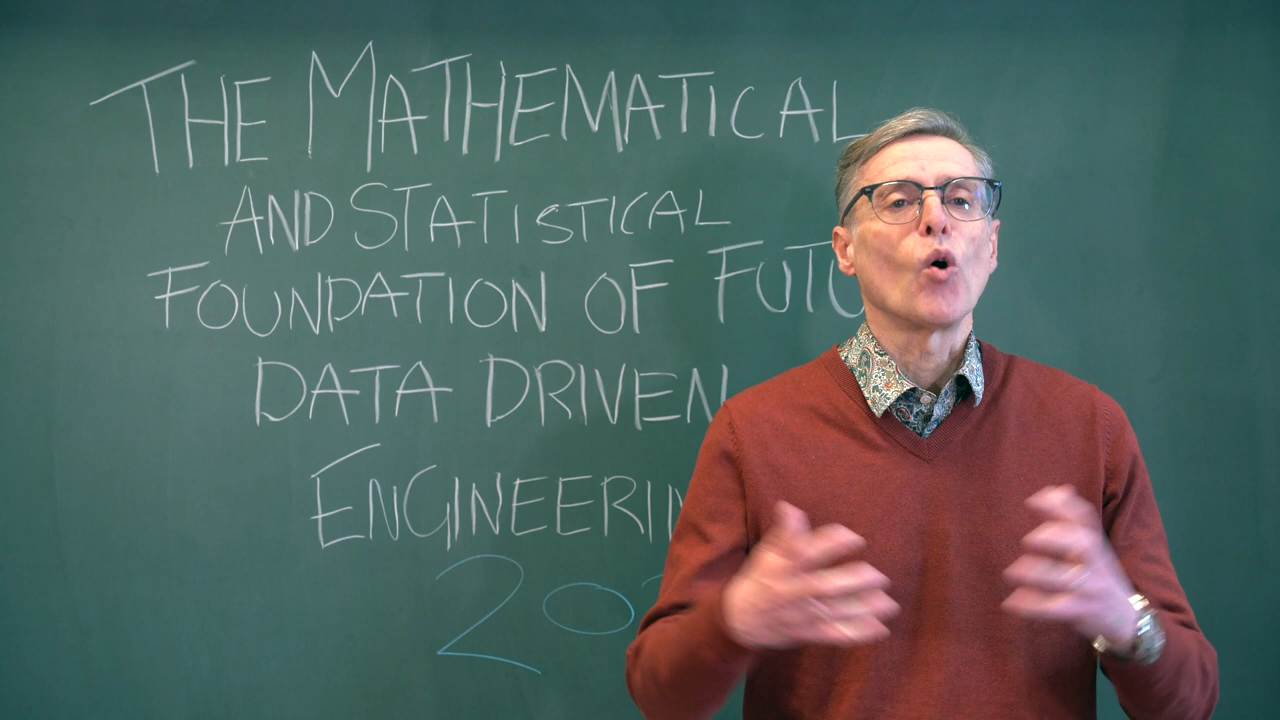 THE MATHEMATICAL
AND STATISTICAL
FOUNDATION OF
DATA DRIVEN